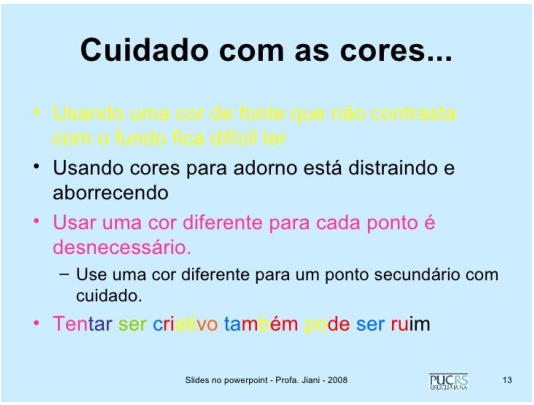 Cuidado com as cores...
• Usando uma cor de fonte que não contrasta
com o fundo fica difícil ler
• Usando cores para adorno está distraindo e
aborrecendo
• Usar uma cor diferente para cada ponto é
desnecessário.
– Use uma cor diferente para um ponto secundário com
cuidado.
• Tentar ser criativo também pode ser ruim
Slides no powerpoint - Profa. Jiani - 2008
PUCRS
URUGUAIANA
13